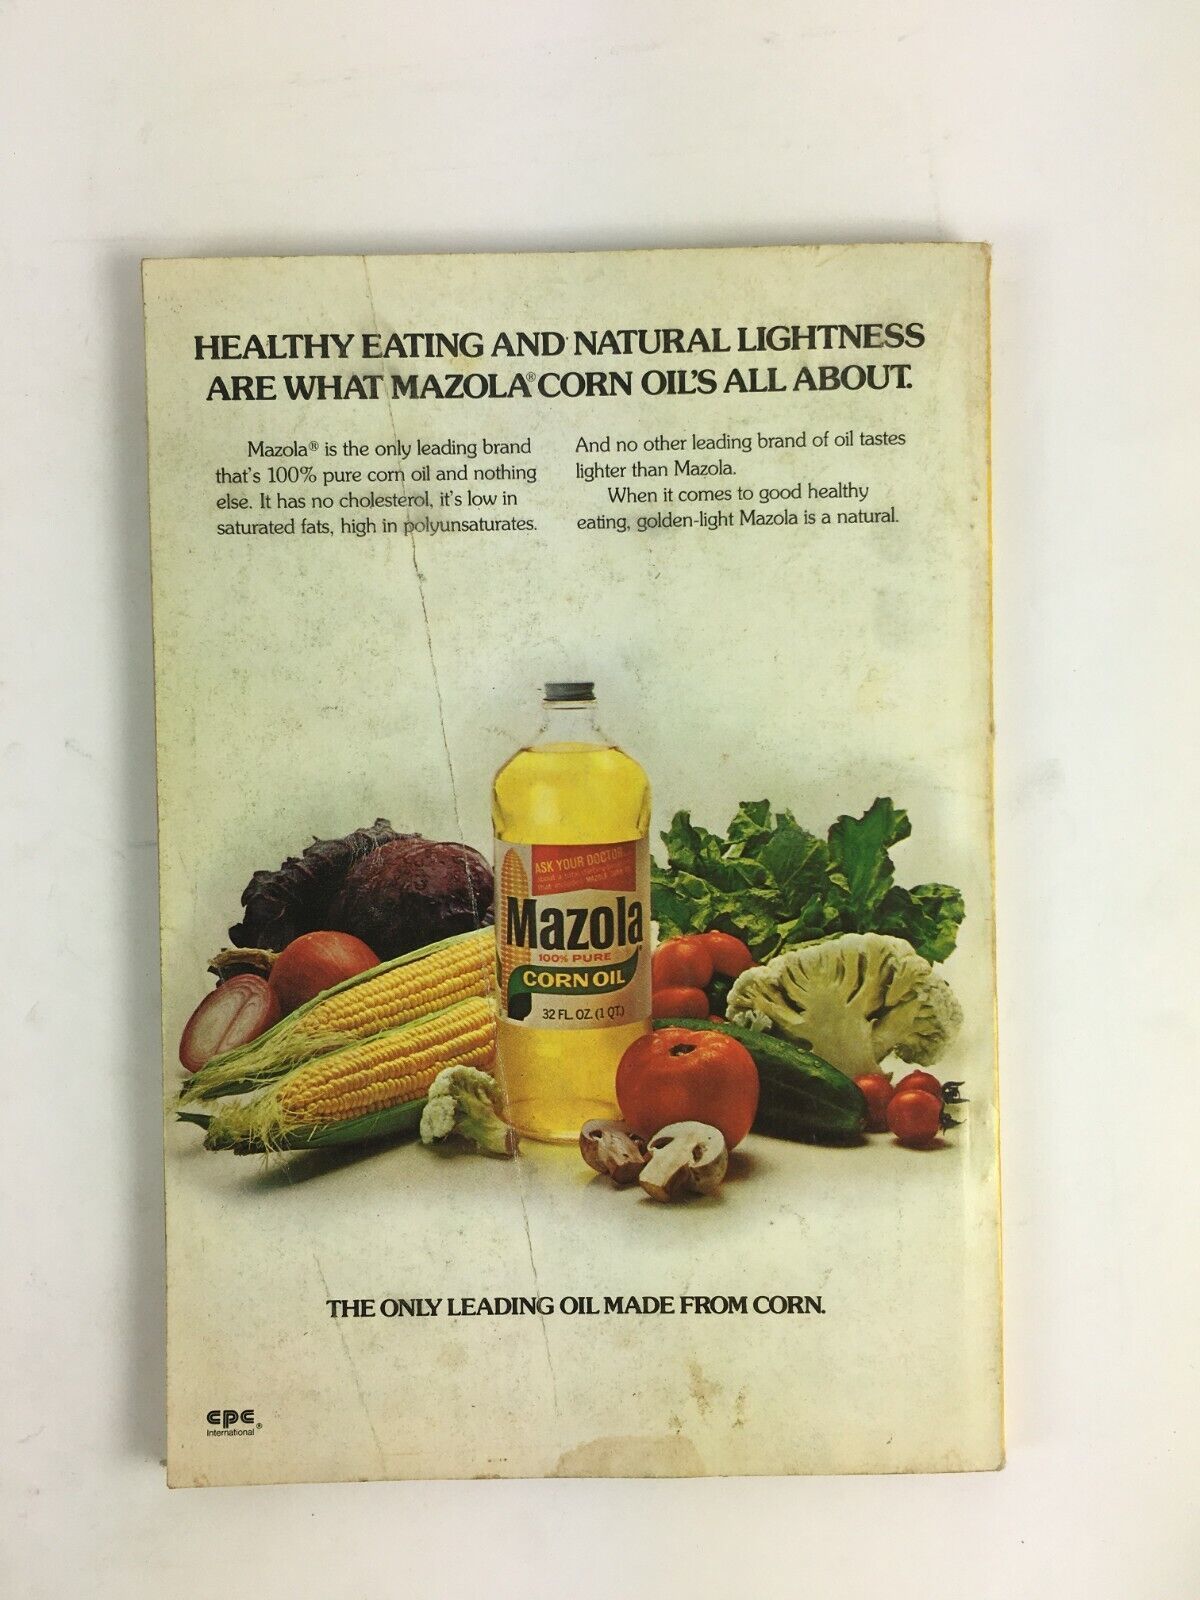 HEALTHY EATING AND NATURAL LIGHTNESS
ARE WHAT MAZOLA® CORN OIL'S ALL ABOUT.
Mazola® is the only leading brand
that's 100% pure corn oil and nothing
else. It has no cholesterol, it's low in
saturated fats, high in polyunsaturates.
And no other leading brand of oil tastes
lighter than Mazola.
When it comes to good healthy
eating, golden-light Mazola is a natural.
ASK YOUR DOCTOR
Mazola
100% PURE
CORN OIL
32 FL. OZ. (1 QT.)
THE ONLY LEADING OIL MADE FROM CORN.
CPC
International®